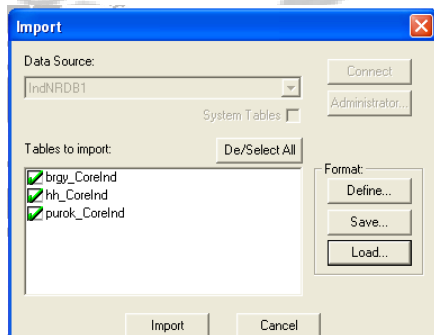 Import
Data Source:
Connect
IndNRDB1
Administrator...
System Tables
Tables to import:
De/Select All
Format:
brgy_CoreInd
hh_CoreInd
purok_CoreInd
Define...
Save...
Load...
Import
Cancel